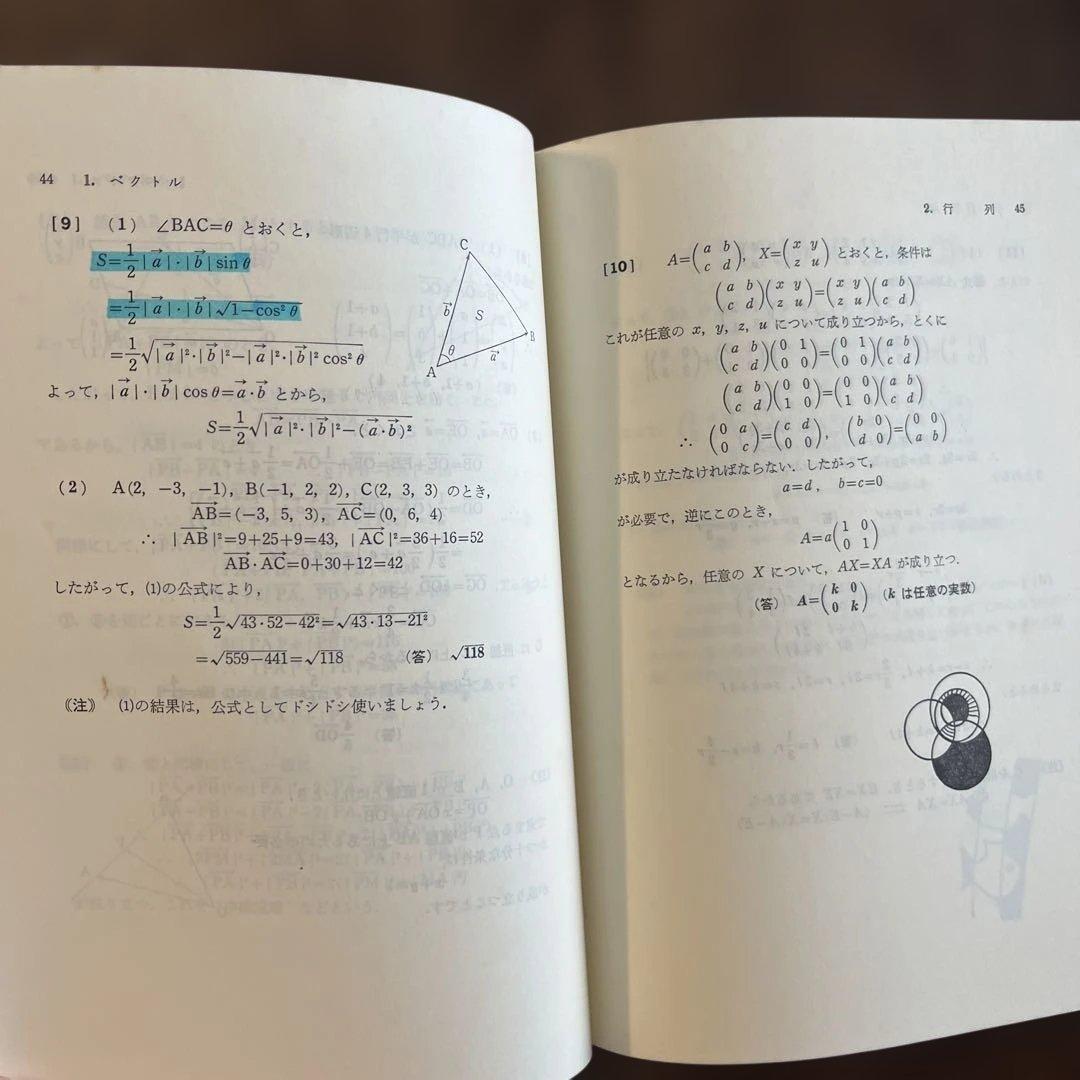 44 1. ベクトル
[9] (1) ∠BAC=θ とおくと,
S=1/2|a⃗|·|b⃗|sin θ
=1/2|a⃗|·|b⃗|√(1−cos²θ)
=1/2√(|a⃗|²·|b⃗|²−|a⃗|²·|b⃗|²cos²θ)
よって, |a⃗|·|b⃗|cos θ=a⃗·b⃗ とから,
S=1/2√(|a⃗|²·|b⃗|²−(a⃗·b⃗)²)
C
b⃗
S
B
θ
a⃗
A
(2) A(2, −3, −1), B(−1, 2, 2), C(2, 3, 3) のとき,
AB⃗=(−3, 5, 3), AC⃗=(0, 6, 4)
∴ |AB⃗|²=9+25+9=43, |AC⃗|²=36+16=52
AB⃗·AC⃗=0+30+12=42
したがって, (1)の公式により,
S=1/2√(43·52−42²)=√(43·13−21²)
=√(559−441)=√118 (答) √118
《注》 (1)の結果は, 公式としてドシドシ使いましょう.
2. 行 列 45
[10] A=(a b / c d), X=(x y / z u) とおくと, 条件は
(a b / c d)(x y / z u)=(x y / z u)(a b / c d)
これが任意の x, y, z, u について成り立つから, とくに
(a b / c d)(0 1 / 0 0)=(0 1 / 0 0)(a b / c d)
(a b / c d)(0 0 / 1 0)=(0 0 / 1 0)(a b / c d)
∴ (0 a / 0 c)=(c d / 0 0), (b 0 / d 0)=(0 0 / a b)
が成り立たなければならない. したがって,
a=d, b=c=0
が必要で, 逆にこのとき,
A=a(1 0 / 0 1)
となるから, 任意の X について, AX=XA が成り立つ.
(答) A=(k 0 / 0 k) (k は任意の実数)